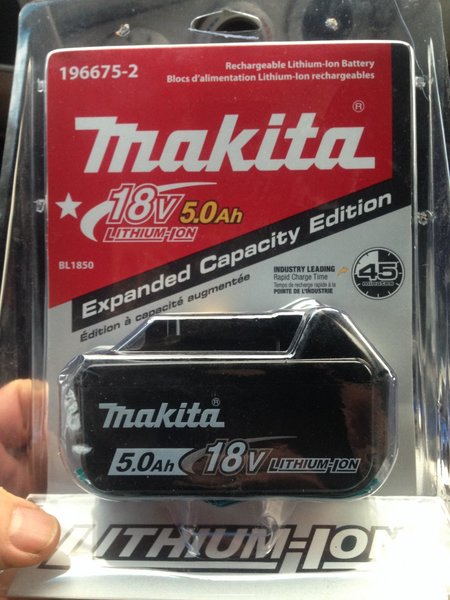 196675-2
Rechargeable Lithium-Ion Battery
Blocs d'alimentation Lithium-Ion rechargeables
makita®
18V 5.0Ah
LITHIUM-ION
BL1850
Expanded Capacity Edition
Édition à capacité augmentée
INDUSTRY LEADING
Rapid Charge Time
Temps de recharge rapide à la
POINTE DE L'INDUSTRIE
45
MINUTES
makita®
5.0Ah 18V LITHIUM-ION
LITHIUM-ION